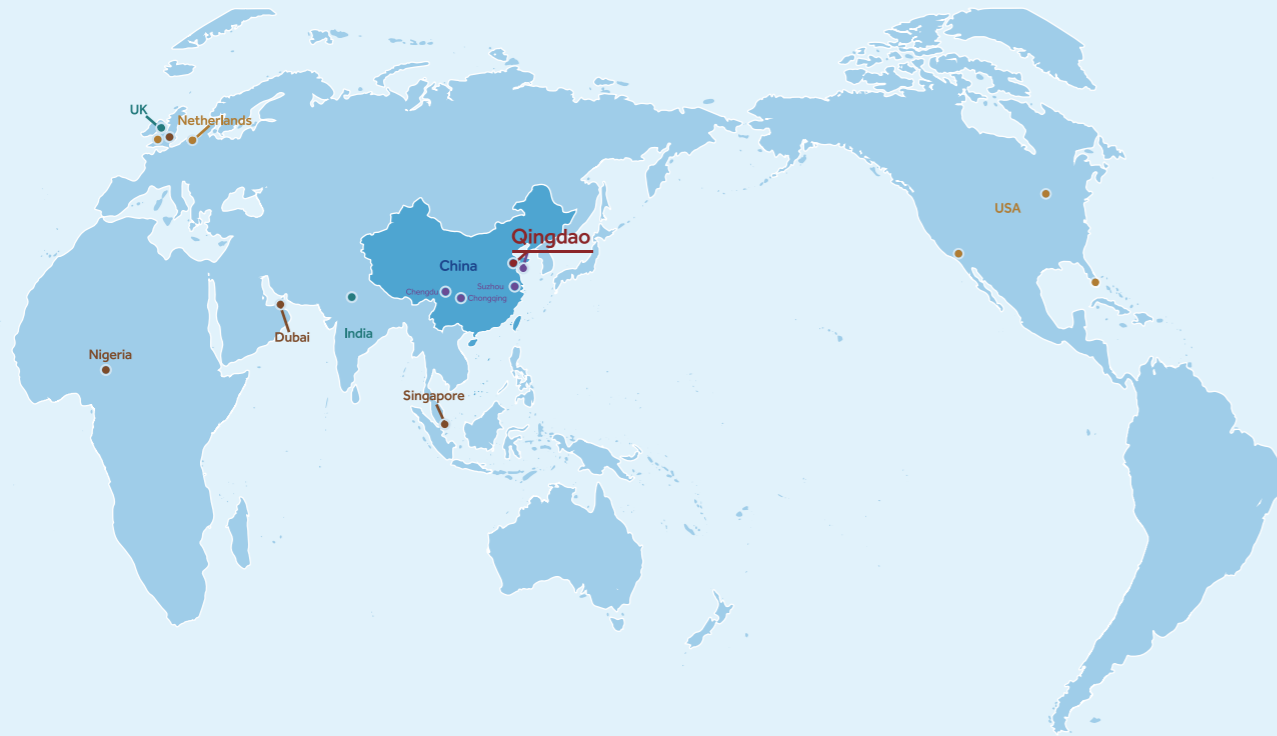 UK
Netherlands
USA
Qingdao
China
Suzhou
Chengdu
Chongqing
India
Dubai
Nigeria
Singapore